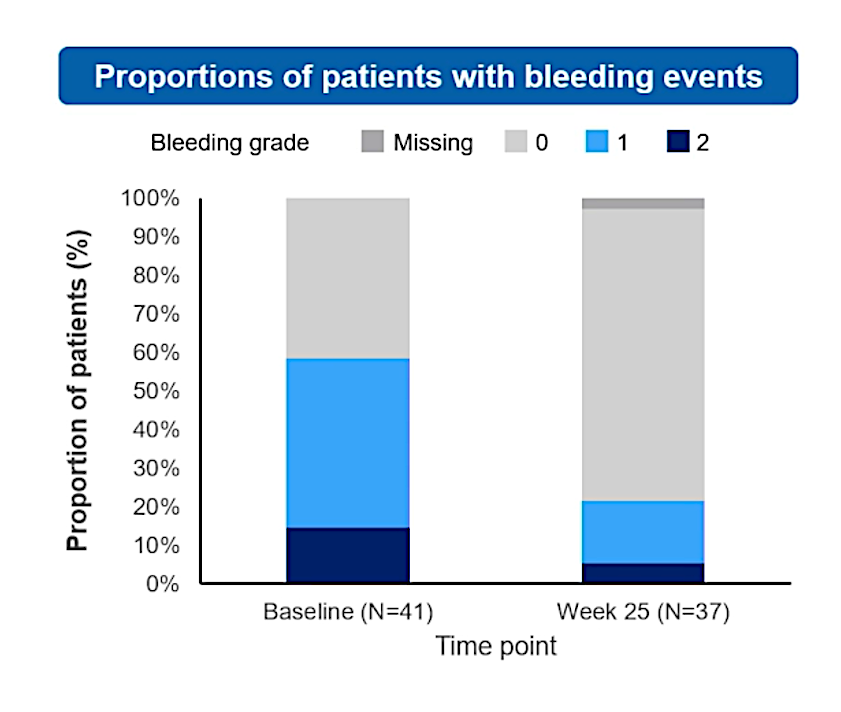 Proportions of patients with bleeding events
Bleeding grade Missing 0 1 2
Proportion of patients (%)
100%
90%
80%
70%
60%
50%
40%
30%
20%
10%
0%
Baseline (N=41) Week 25 (N=37)
Time point